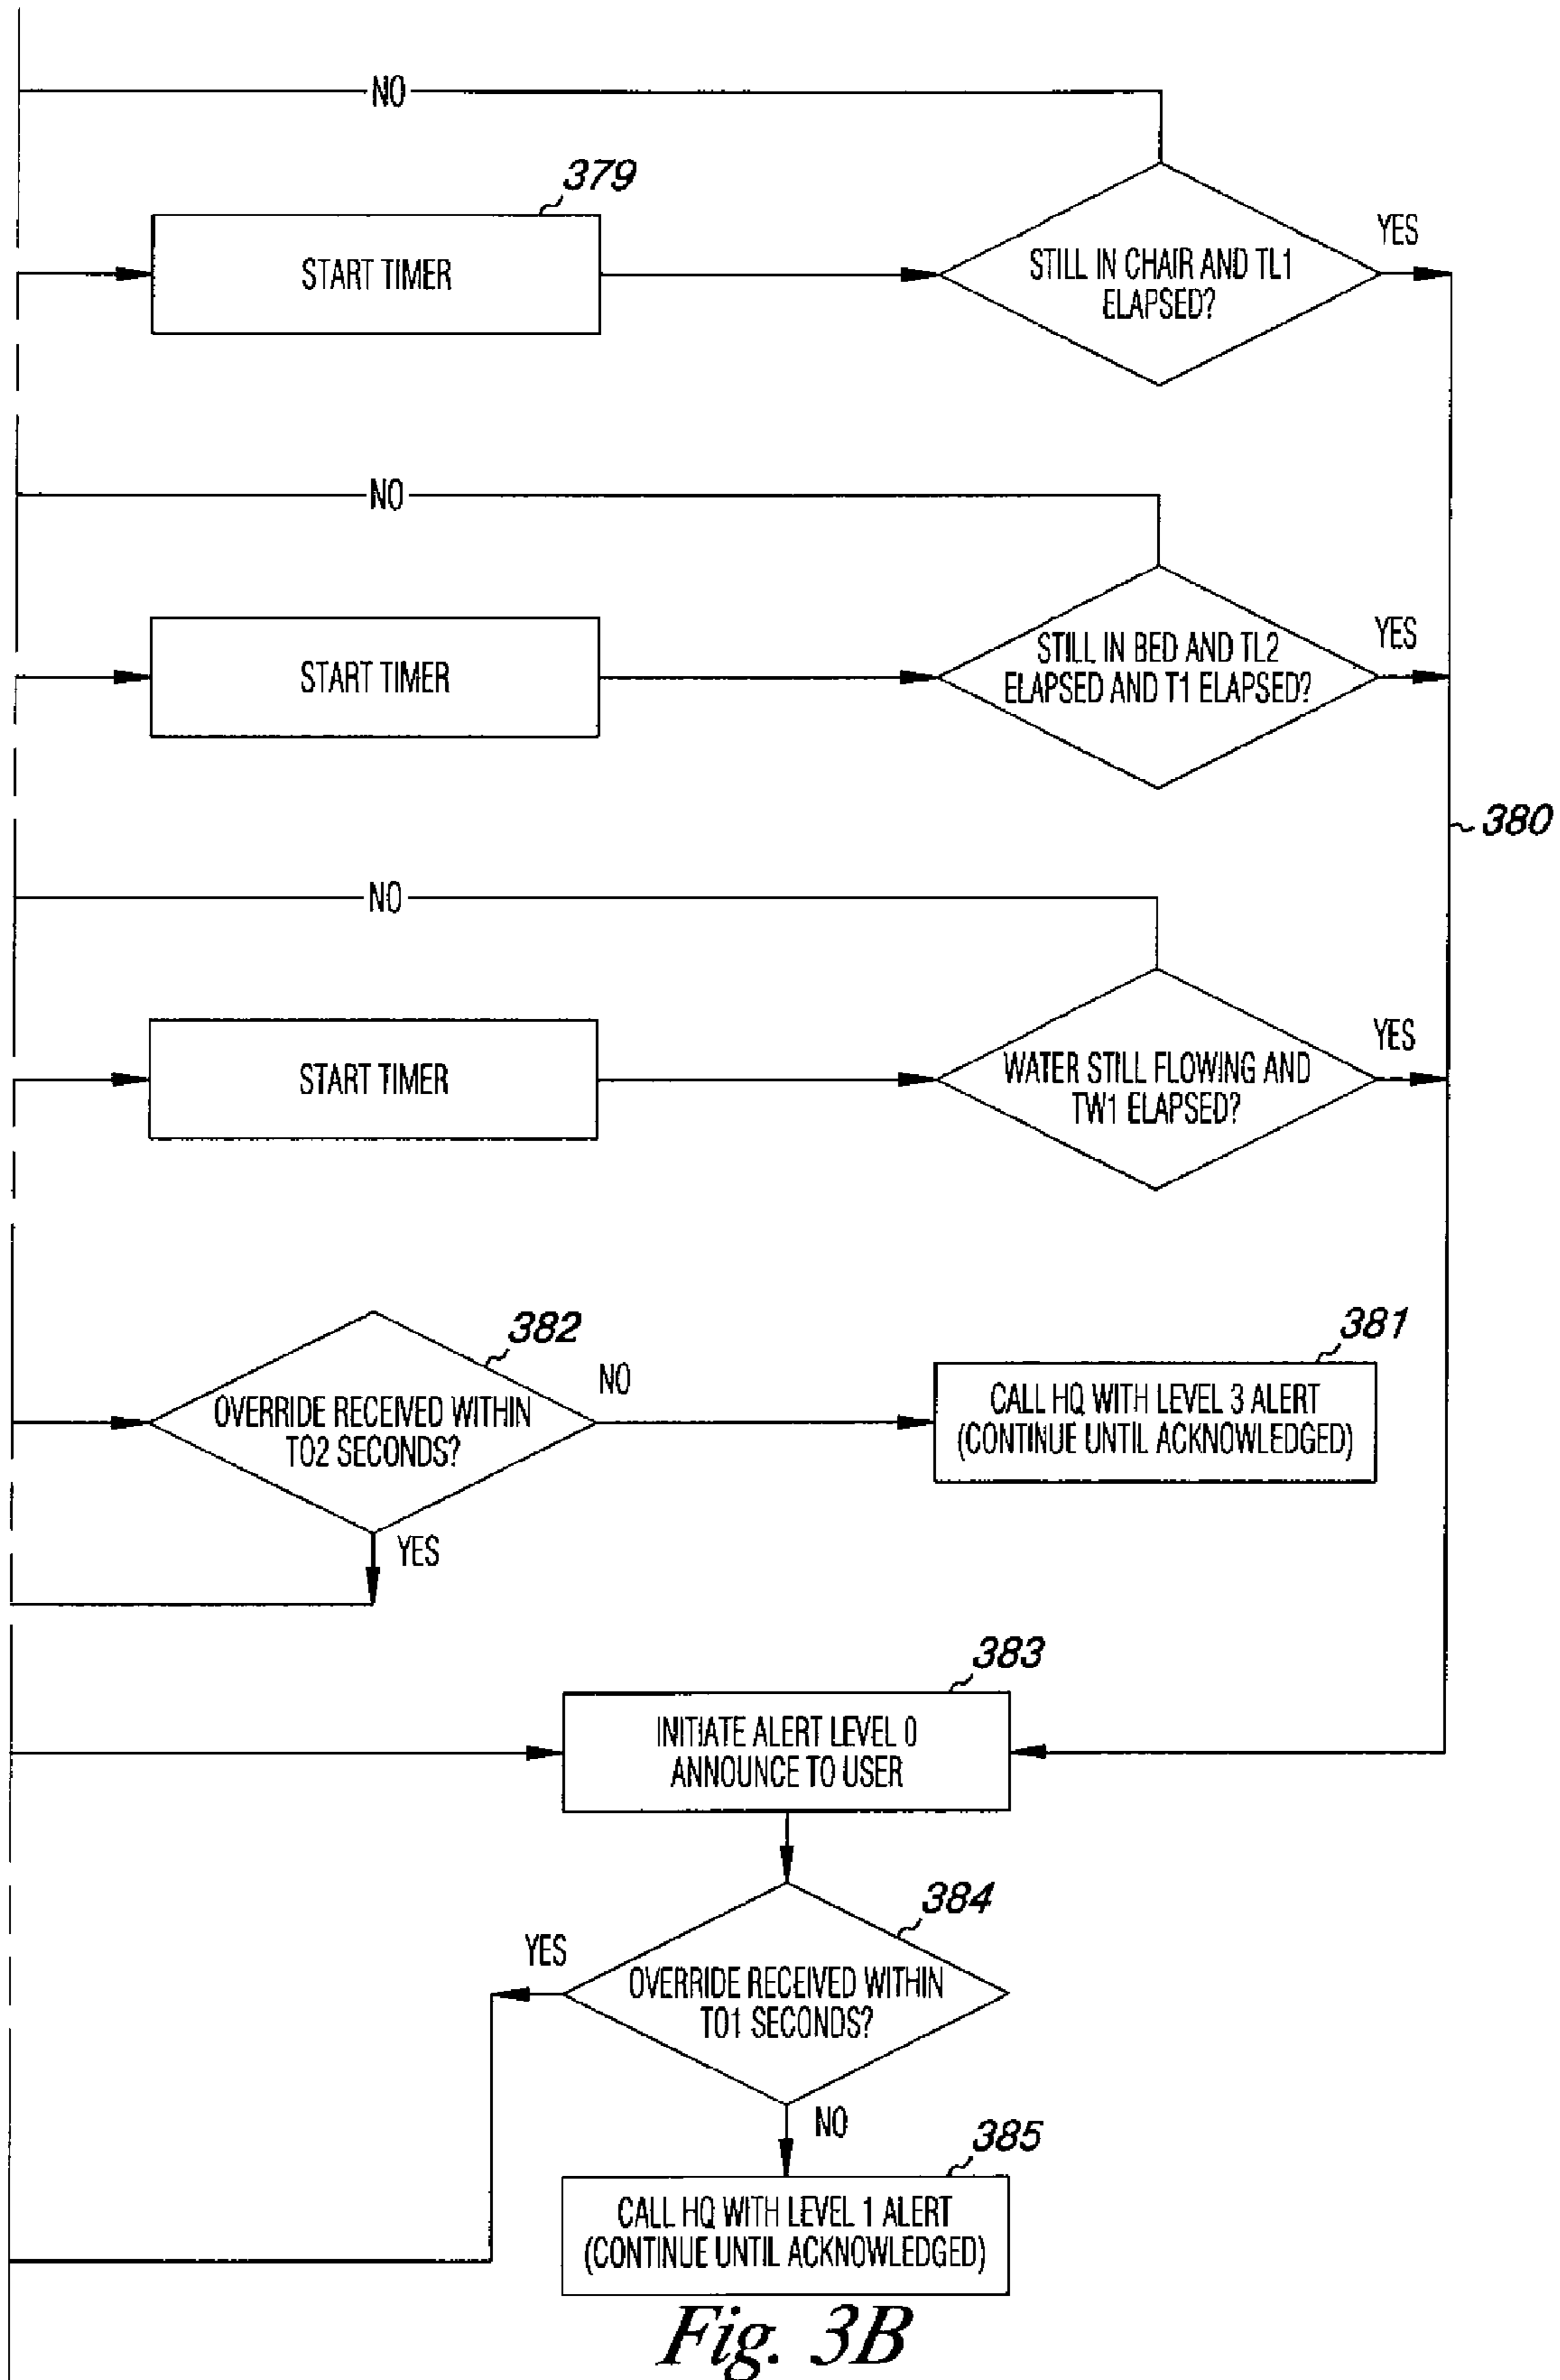 NO
379
START TIMER
STILL IN CHAIR AND TL1
ELAPSED?
YES
NO
START TIMER
STILL IN BED AND TL2
ELAPSED AND T1 ELAPSED?
YES
380
NO
START TIMER
WATER STILL FLOWING AND
TW1 ELAPSED?
YES
382
OVERRIDE RECEIVED WITHIN
TO2 SECONDS?
NO
YES
381
CALL HQ WITH LEVEL 3 ALERT
(CONTINUE UNTIL ACKNOWLEDGED)
383
INITIATE ALERT LEVEL 0
ANNOUNCE TO USER
384
YES
OVERRIDE RECEIVED WITHIN
TO1 SECONDS?
NO
385
CALL HQ WITH LEVEL 1 ALERT
(CONTINUE UNTIL ACKNOWLEDGED)
Fig. 3B